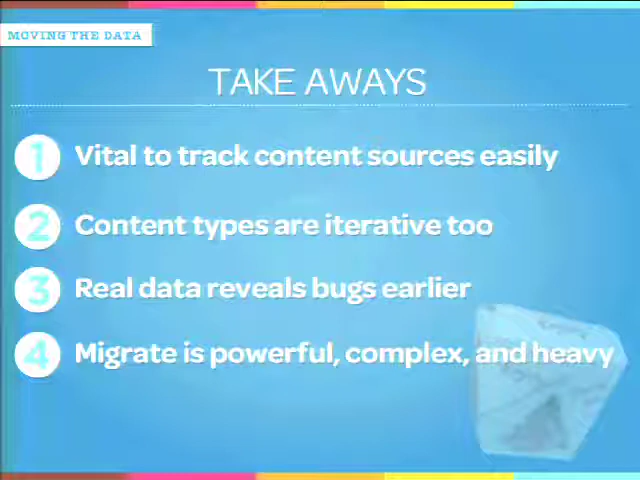 MOVING THE DATA
TAKE AWAYS
1 Vital to track content sources easily
2 Content types are iterative too
3 Real data reveals bugs earlier
4 Migrate is powerful, complex, and heavy